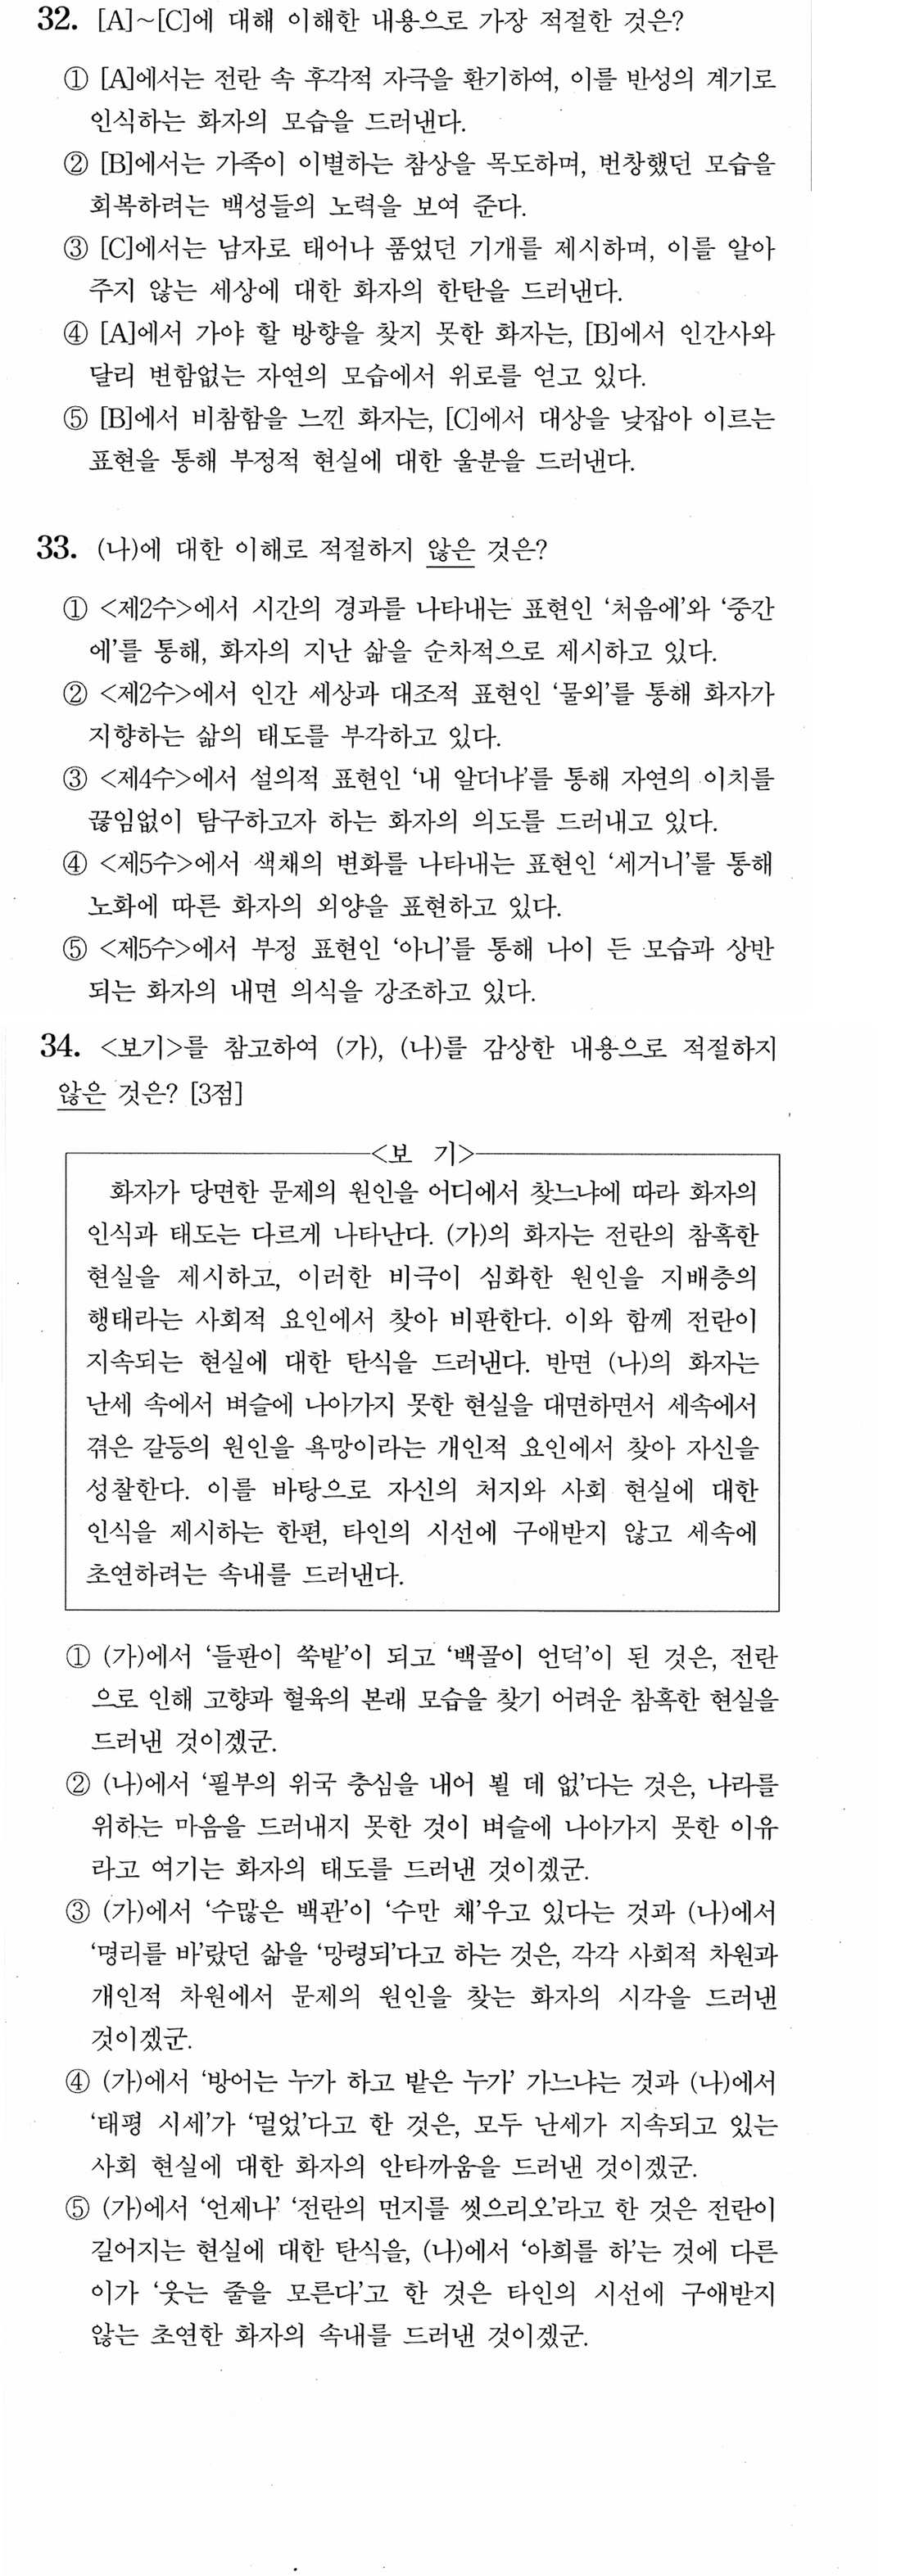 32. [A]~[C]에 대해 이해한 내용으로 가장 적절한 것은?
① [A]에서는 전란 속 후각적 자극을 환기하여, 이를 반성의 계기로
인식하는 화자의 모습을 드러낸다.
② [B]에서는 가족이 이별하는 참상을 목도하며, 번창했던 모습을
회복하려는 백성들의 노력을 보여 준다.
③ [C]에서는 남자로 태어나 품었던 기개를 제시하며, 이를 알아
주지 않는 세상에 대한 화자의 한탄을 드러낸다.
④ [A]에서 가야 할 방향을 찾지 못한 화자는, [B]에서 인간사와
달리 변함없는 자연의 모습에서 위로를 얻고 있다.
⑤ [B]에서 비참함을 느낀 화자는, [C]에서 대상을 낮잡아 이르는
표현을 통해 부정적 현실에 대한 울분을 드러낸다.
33. (나)에 대한 이해로 적절하지 않은 것은?
① <제2수>에서 시간의 경과를 나타내는 표현인 ‘처음에’와 ‘중간
에’를 통해, 화자의 지난 삶을 순차적으로 제시하고 있다.
② <제2수>에서 인간 세상과 대조적 표현인 ‘물외’를 통해 화자가
지향하는 삶의 태도를 부각하고 있다.
③ <제4수>에서 설의적 표현인 ‘내 알더냐’를 통해 자연의 이치를
끊임없이 탐구하고자 하는 화자의 의도를 드러내고 있다.
④ <제5수>에서 색채의 변화를 나타내는 표현인 ‘세거니’를 통해
노화에 따른 화자의 외양을 표현하고 있다.
⑤ <제5수>에서 부정 표현인 ‘아니’를 통해 나이 든 모습과 상반
되는 화자의 내면 의식을 강조하고 있다.
34. <보기>를 참고하여 (가), (나)를 감상한 내용으로 적절하지
않은 것은? [3점]
<보 기>
화자가 당면한 문제의 원인을 어디에서 찾느냐에 따라 화자의
인식과 태도는 다르게 나타난다. (가)의 화자는 전란의 참혹한
현실을 제시하고, 이러한 비극이 심화한 원인을 지배층의
행태라는 사회적 요인에서 찾아 비판한다. 이와 함께 전란이
지속되는 현실에 대한 탄식을 드러낸다. 반면 (나)의 화자는
난세 속에서 벼슬에 나아가지 못한 현실을 대면하면서 세속에서
겪은 갈등의 원인을 욕망이라는 개인적 요인에서 찾아 자신을
성찰한다. 이를 바탕으로 자신의 처지와 사회 현실에 대한
인식을 제시하는 한편, 타인의 시선에 구애받지 않고 세속에
초연하려는 속내를 드러낸다.
① (가)에서 ‘들판이 쑥밭’이 되고 ‘백골이 언덕’이 된 것은, 전란
으로 인해 고향과 혈육의 본래 모습을 찾기 어려운 참혹한 현실을
드러낸 것이겠군.
② (나)에서 ‘필부의 위국 충심을 내어 뵐 데 없’다는 것은, 나라를
위하는 마음을 드러내지 못한 것이 벼슬에 나아가지 못한 이유
라고 여기는 화자의 태도를 드러낸 것이겠군.
③ (가)에서 ‘수많은 백관’이 ‘수만 채’우고 있다는 것과 (나)에서
‘명리를 바’랐던 삶을 ‘망령되’다고 하는 것은, 각각 사회적 차원과
개인적 차원에서 문제의 원인을 찾는 화자의 시각을 드러낸
것이겠군.
④ (가)에서 ‘방어는 누가 하고 밭은 누가’ 가느냐는 것과 (나)에서
‘태평 시세’가 ‘멀었’다고 한 것은, 모두 난세가 지속되고 있는
사회 현실에 대한 화자의 안타까움을 드러낸 것이겠군.
⑤ (가)에서 ‘언제나’ ‘전란의 먼지를 씻으리오’라고 한 것은 전란이
길어지는 현실에 대한 탄식을, (나)에서 ‘아희를 하’는 것에 다른
이가 ‘웃는 줄을 모른다’고 한 것은 타인의 시선에 구애받지
않는 초연한 화자의 속내를 드러낸 것이겠군.